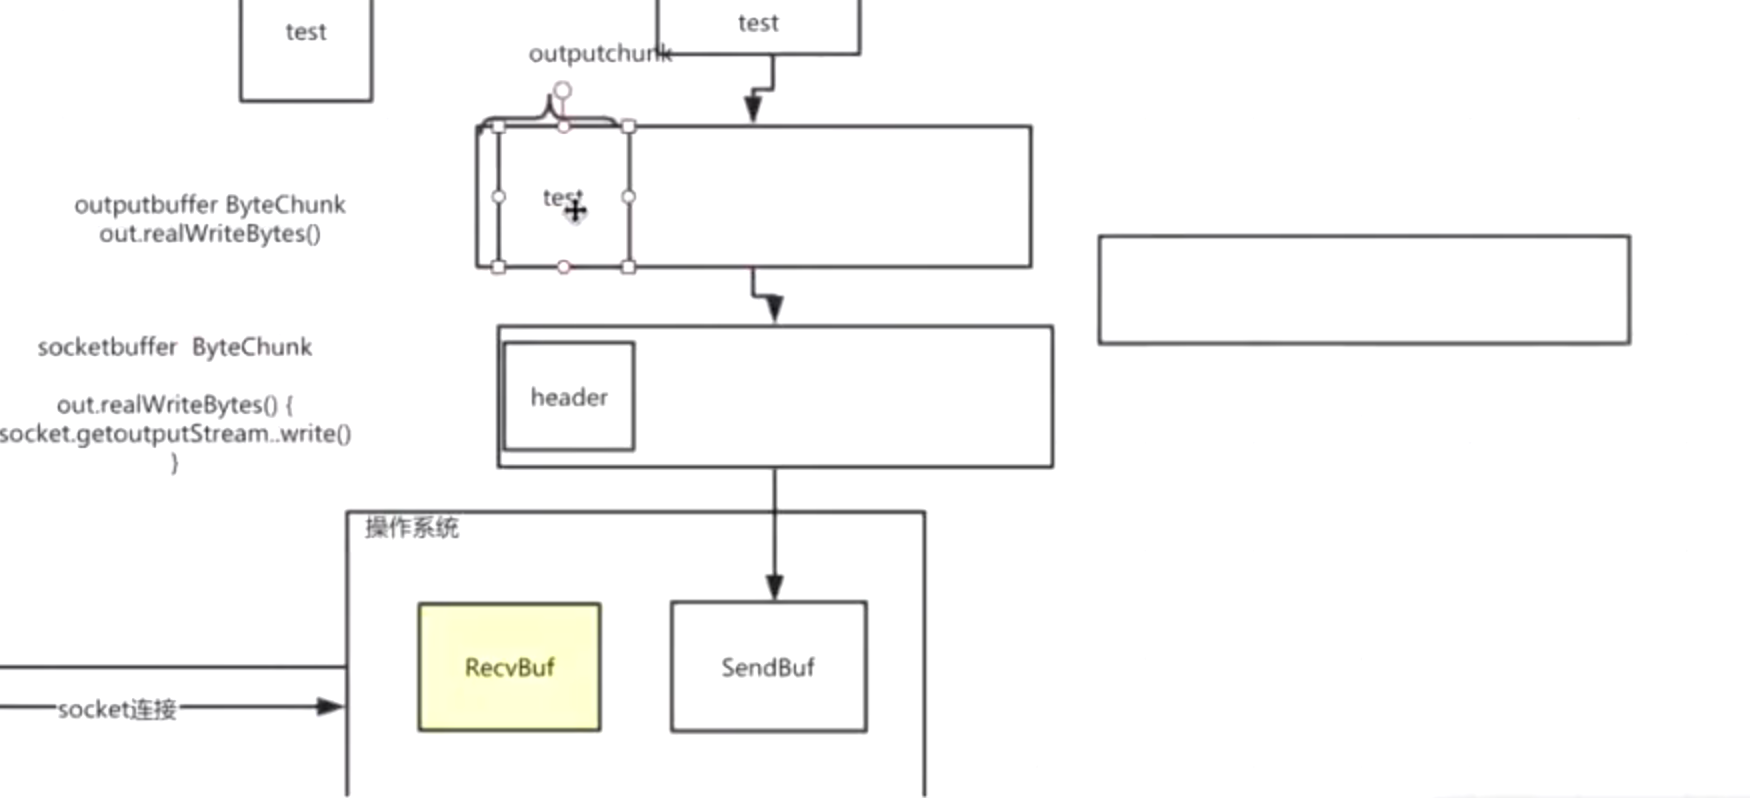 test
test
outputchunk
outputbuffer ByteChunk
out.realWriteBytes()
test
socketbuffer  ByteChunk
out.realWriteBytes() {
socket.getoutputStream..write()
}
header
操作系统
RecvBuf
SendBuf
socket连接